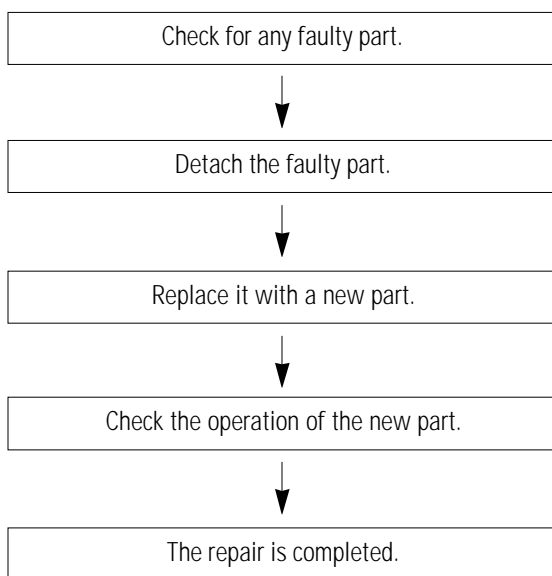 Check for any faulty part.
Detach the faulty part.
Replace it with a new part.
Check the operation of the new part.
The repair is completed.